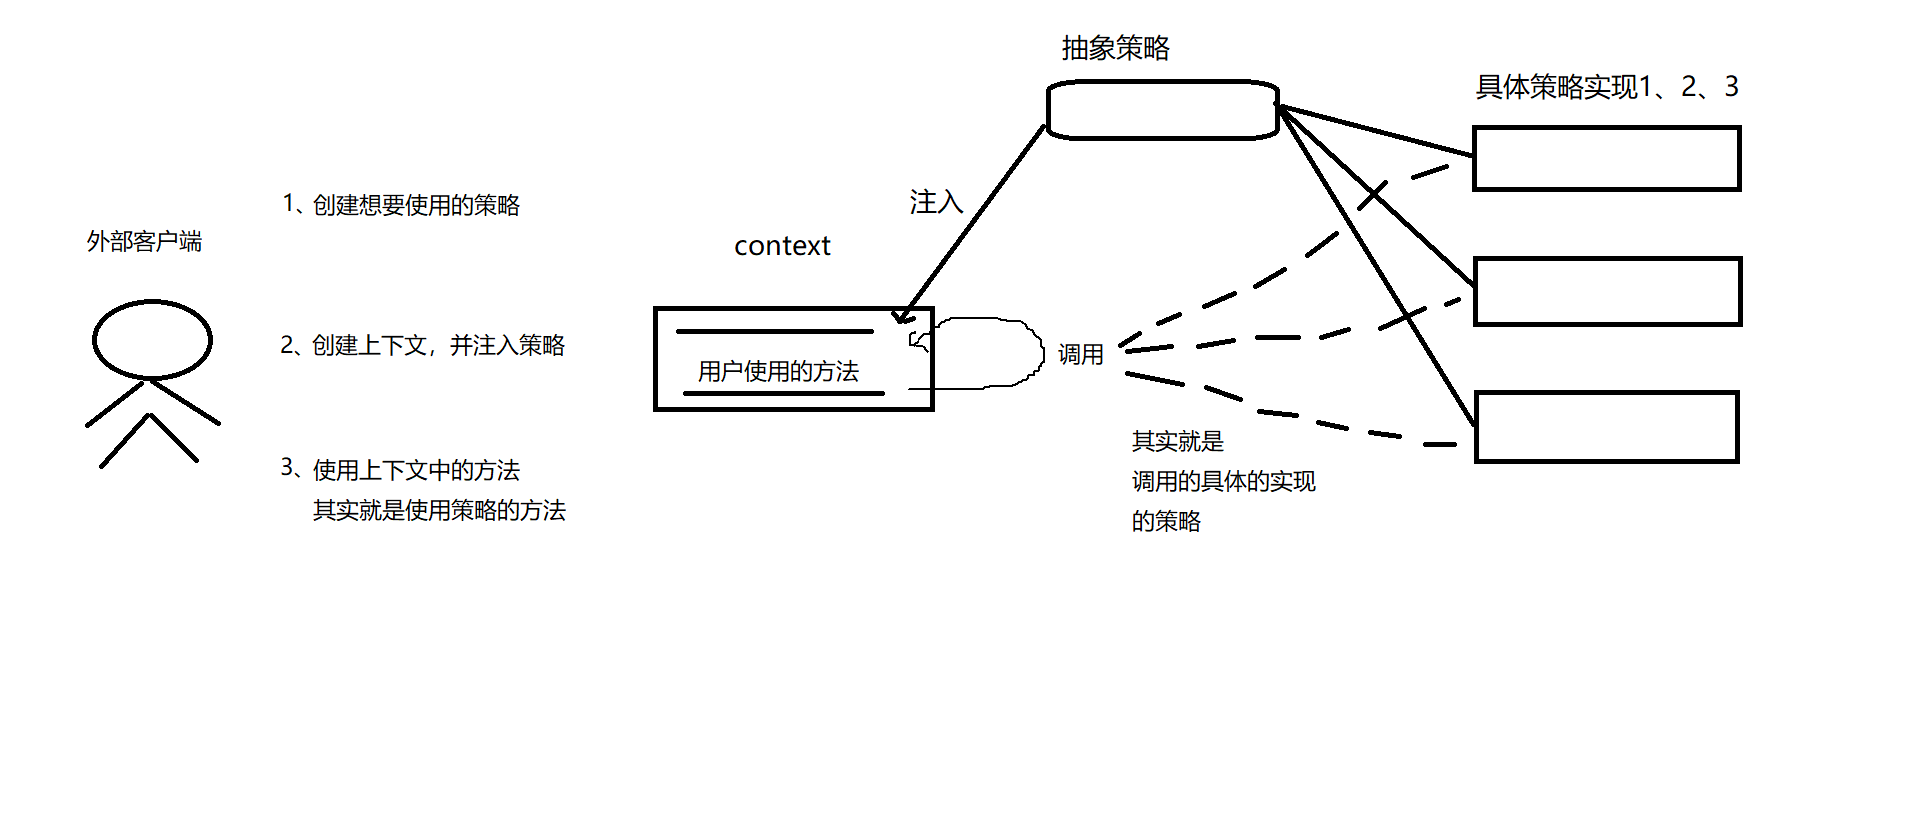 抽象策略
具体策略实现1、2、3
注入
context
外部客户端
1、创建想要使用的策略
2、创建上下文，并注入策略
3、使用上下文中的方法
其实就是使用策略的方法
用户使用的方法
调用
其实就是
调用的具体的实现
的策略